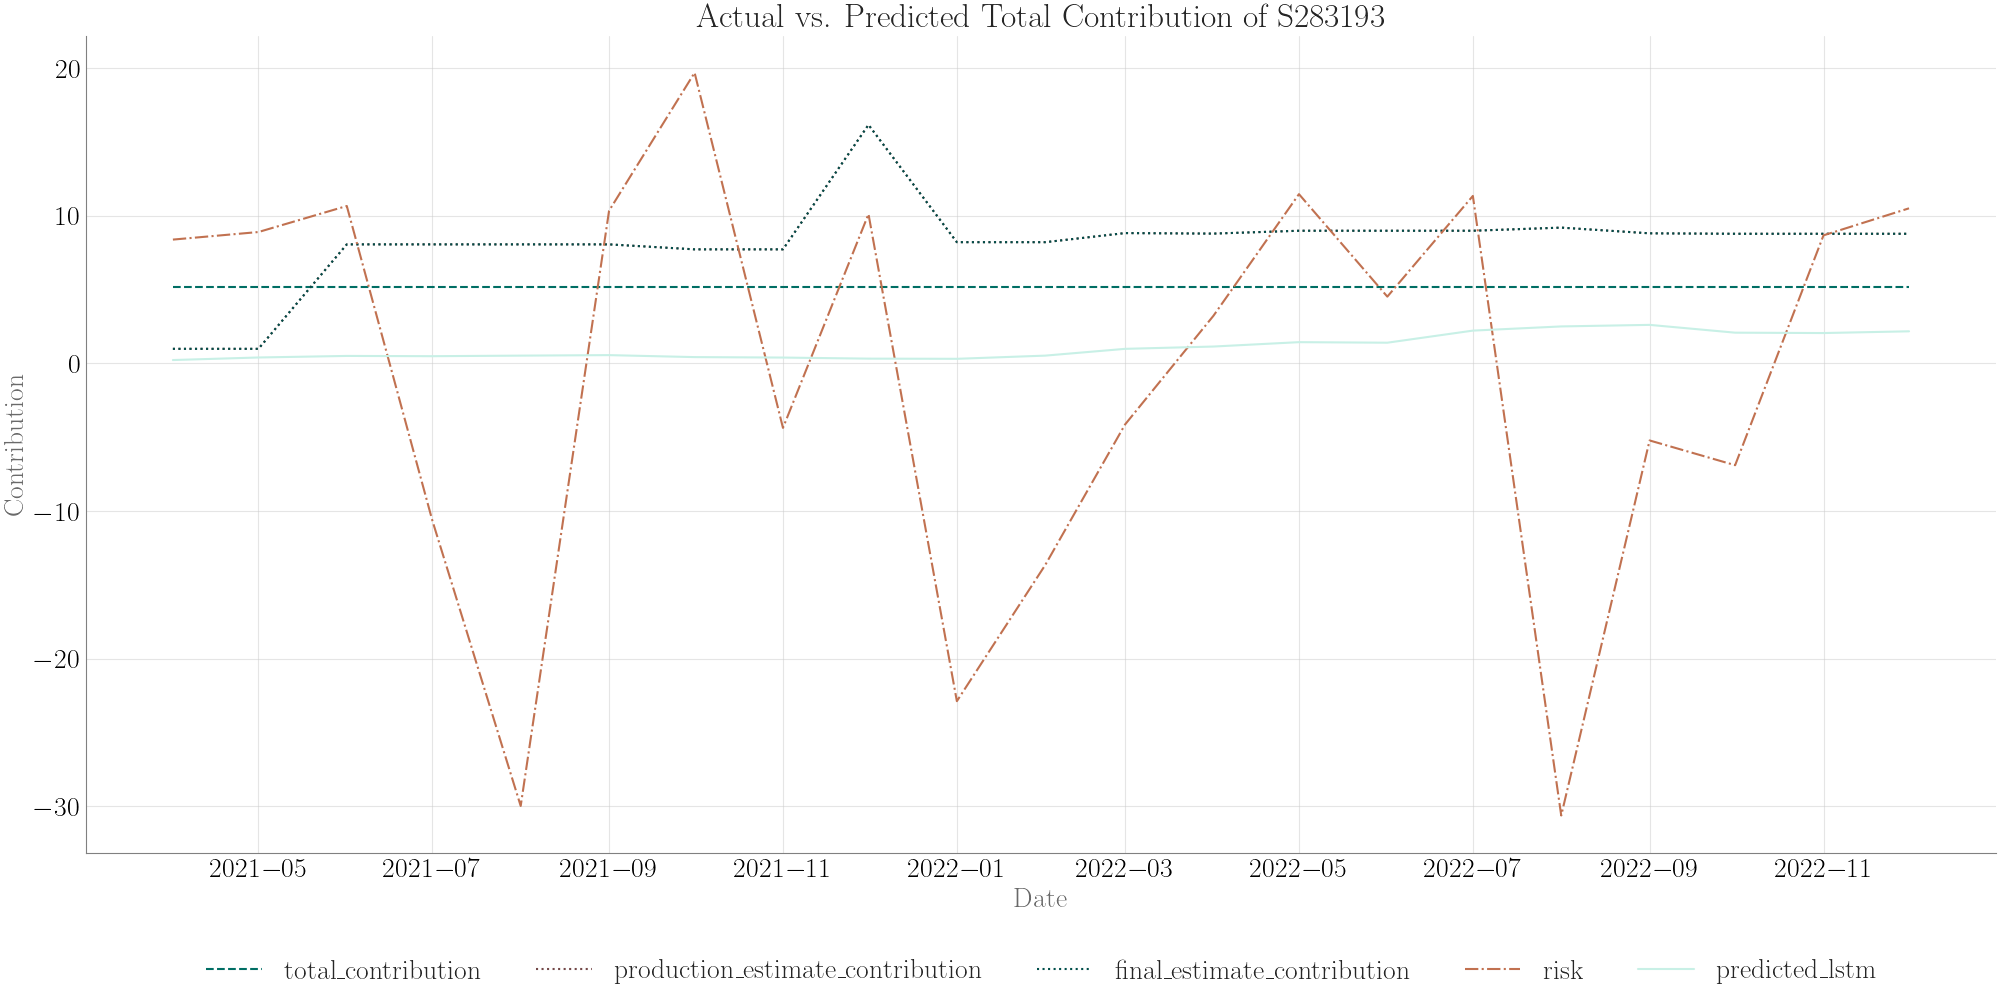 Actual vs. Predicted Total Contribution of S283193
20
10
0
−10
−20
−30
Contribution
2021−05 2021−07 2021−09 2021−11 2022−01 2022−03 2022−05 2022−07 2022−09 2022−11
Date
total_contribution production_estimate_contribution final_estimate_contribution risk predicted_lstm